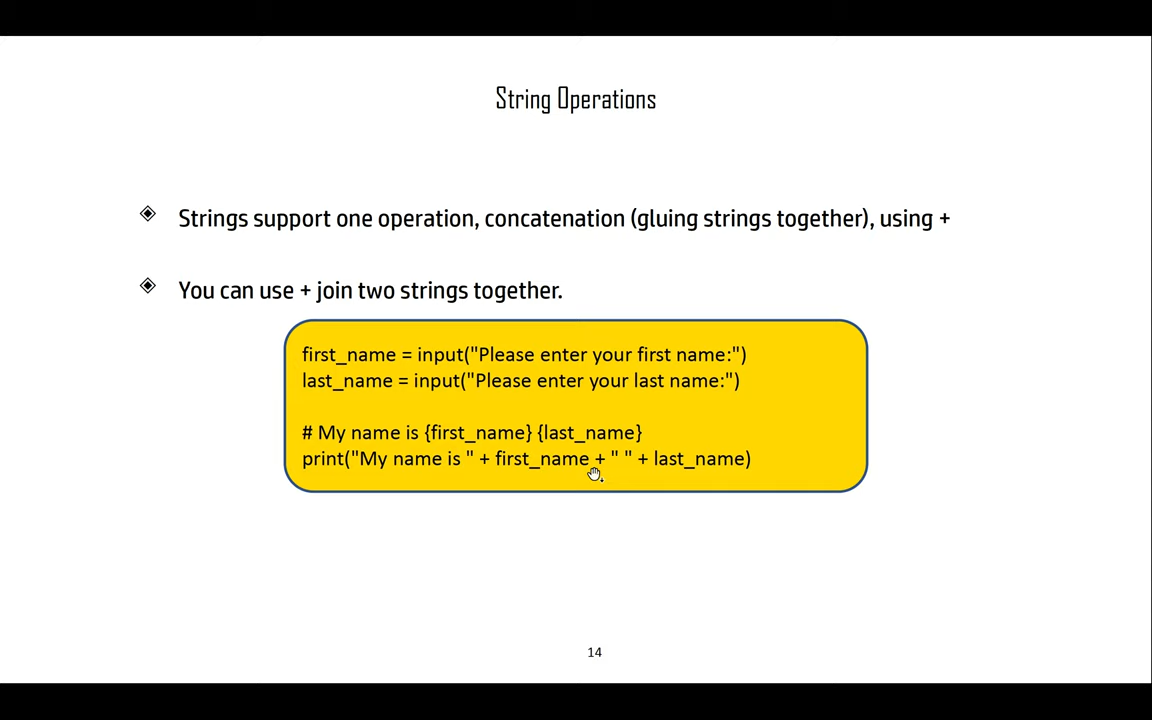 String Operations
Strings support one operation, concatenation (gluing strings together), using +
You can use + join two strings together.
first_name = input("Please enter your first name:")
last_name = input("Please enter your last name:")
# My name is {first_name} {last_name}
print("My name is " + first_name + " " + last_name)
14